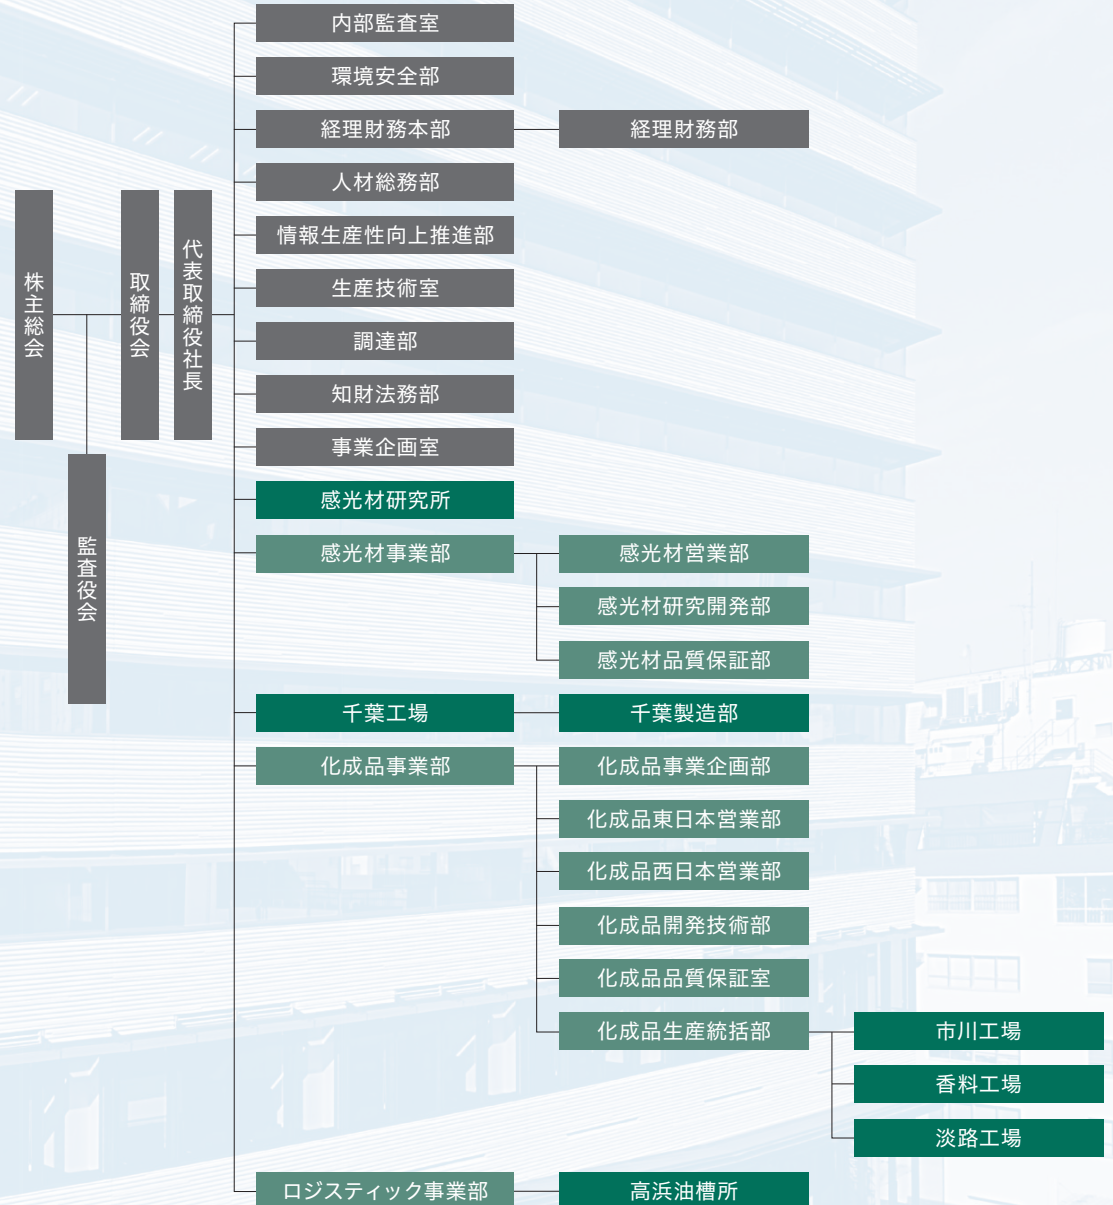 株主総会
監査役会
取締役会
代表取締役社長
内部監査室
環境安全部
経理財務本部
経理財務部
人材総務部
情報生産性向上推進部
生産技術室
調達部
知財法務部
事業企画室
感光材研究所
感光材事業部
感光材営業部
感光材研究開発部
感光材品質保証部
千葉工場
千葉製造部
化成品事業部
化成品事業企画部
化成品東日本営業部
化成品西日本営業部
化成品開発技術部
化成品品質保証室
化成品生産統括部
市川工場
香料工場
淡路工場
ロジスティック事業部
高浜油槽所